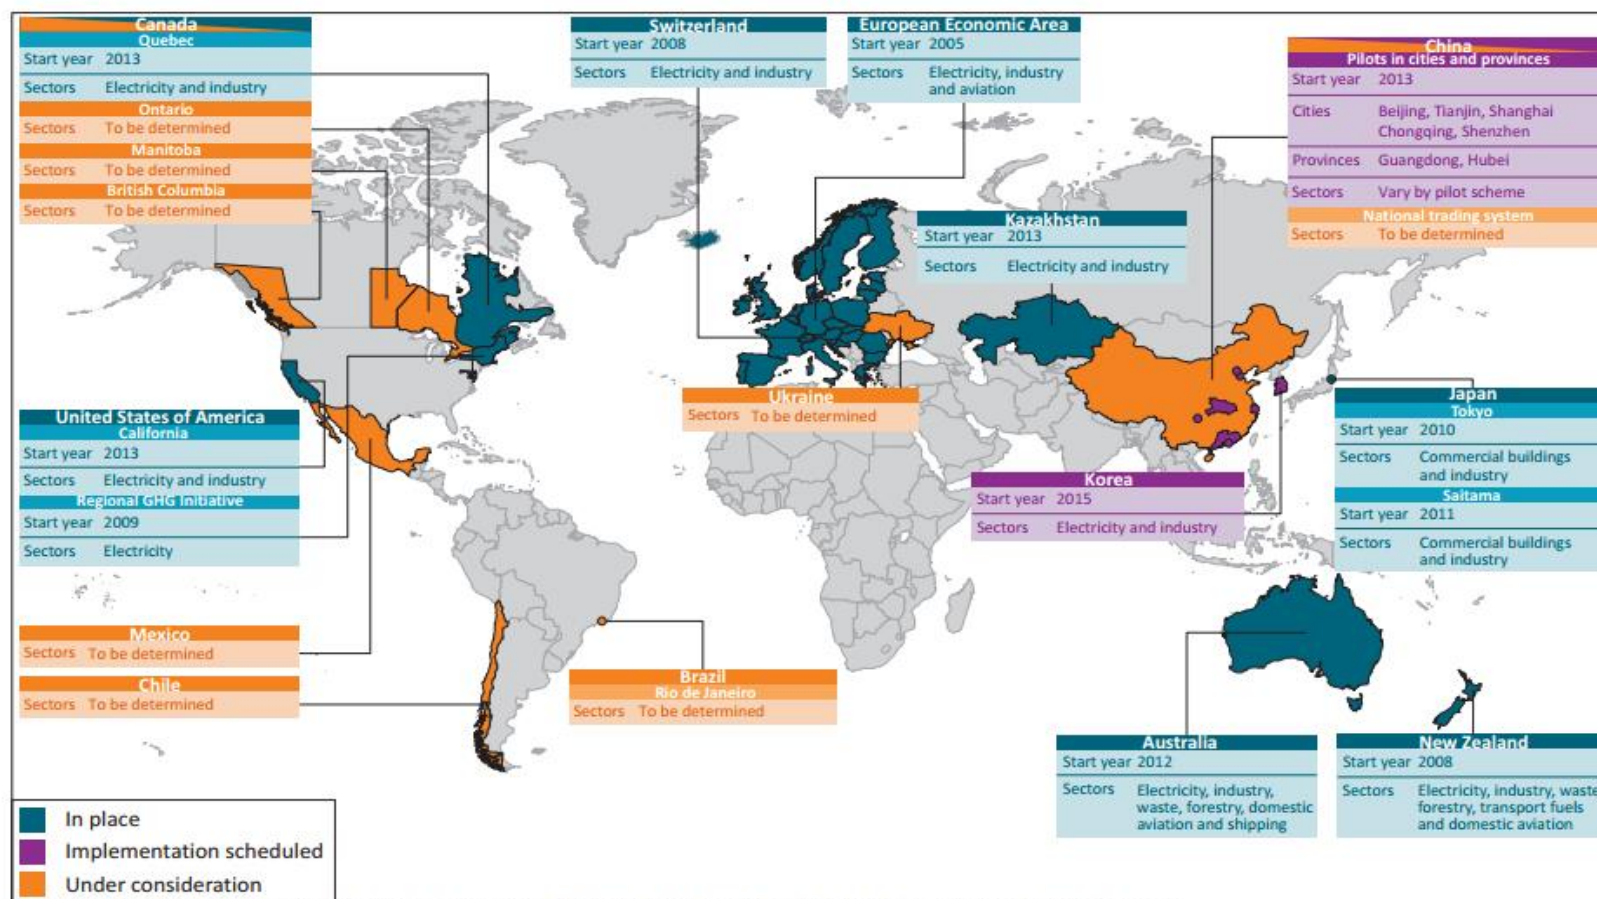 Canada
Quebec
Start year 2013
Sectors Electricity and industry
Ontario
Sectors To be determined
Manitoba
Sectors To be determined
British Columbia
Sectors To be determined
Switzerland
Start year 2008
Sectors Electricity and industry
European Economic Area
Start year 2005
Sectors Electricity, industry
and aviation
China
Pilots in cities and provinces
Start year 2013
Cities Beijing, Tianjin, Shanghai
Chongqing, Shenzhen
Provinces Guangdong, Hubei
Sectors Vary by pilot scheme
National trading system
Sectors To be determined
Kazakhstan
Start year 2013
Sectors Electricity and industry
Ukraine
Sectors To be determined
United States of America
California
Start year 2013
Sectors Electricity and industry
Regional GHG Initiative
Start year 2009
Sectors Electricity
Korea
Start year 2015
Sectors Electricity and industry
Japan
Tokyo
Start year 2010
Sectors Commercial buildings
and industry
Saitama
Start year 2011
Sectors Commercial buildings
and industry
Mexico
Sectors To be determined
Chile
Sectors To be determined
Brazil
Rio de Janeiro
Sectors To be determined
Australia
Start year 2012
Sectors Electricity, industry,
waste, forestry, domestic
aviation and shipping
New Zealand
Start year 2008
Sectors Electricity, industry, waste
forestry, transport fuels
and domestic aviation
In place
Implementation scheduled
Under consideration